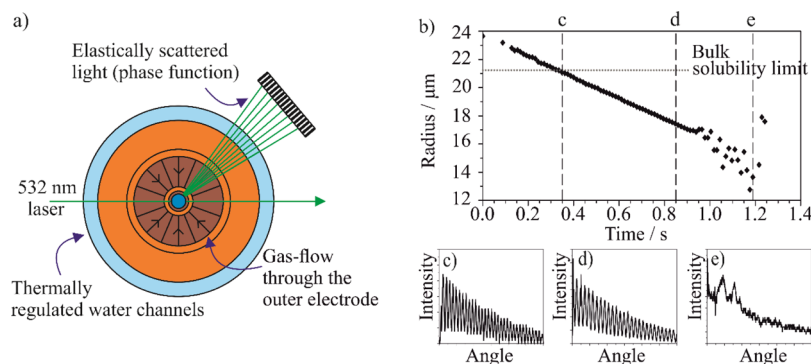 a)
Elastically scattered
light (phase function)
532 nm
laser
Thermally
regulated water channels
Gas-flow
through the
outer electrode
b)
c
d
e
Radius / μm
24
22
20
18
16
14
12
Bulk
solubility limit
0.0 0.2 0.4 0.6 0.8 1.0 1.2 1.4
Time / s
c)
Intensity
Angle
d)
Intensity
Angle
e)
Intensity
Angle